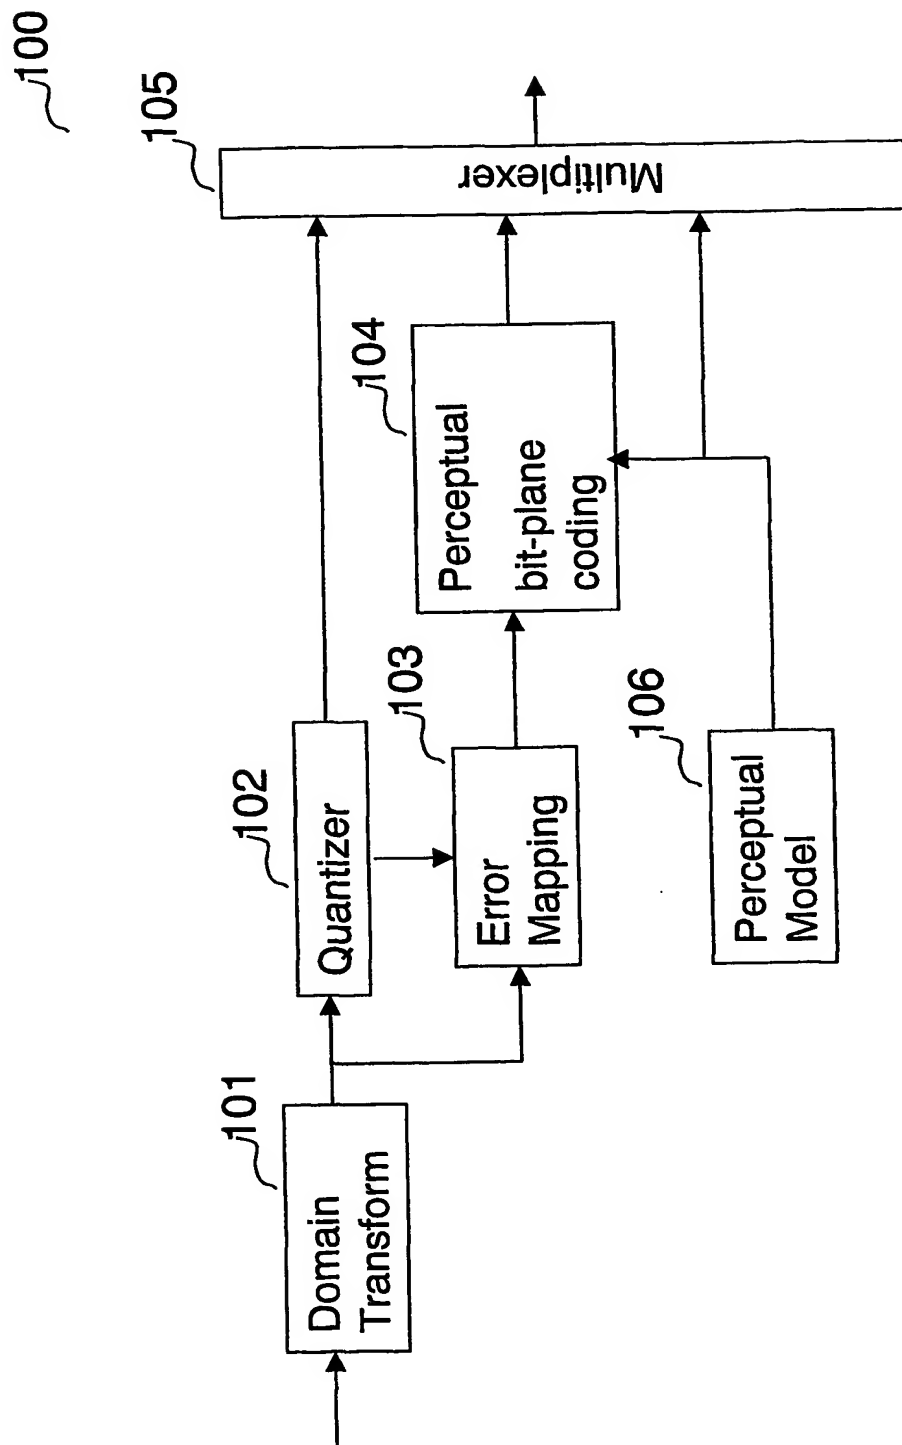 100
105
Multiplexer
104
Perceptual
bit-plane
coding
102
Quantizer
103
Error
Mapping
106
Perceptual
Model
101
Domain
Transform